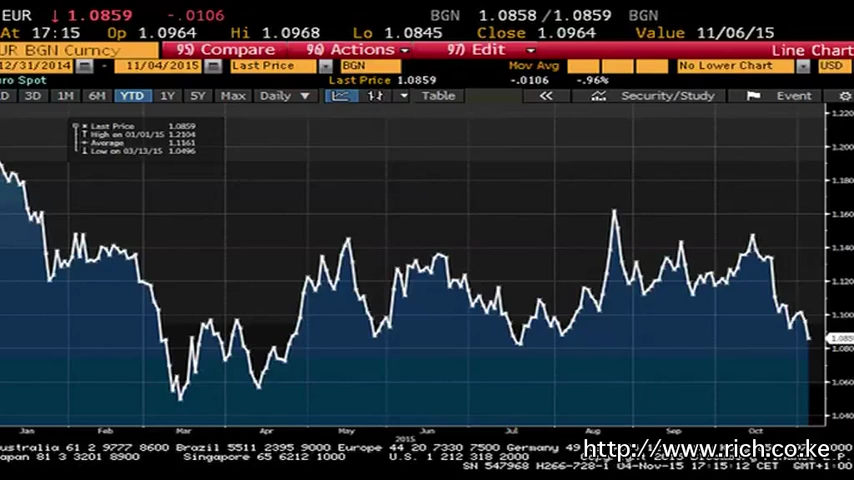 EUR ↓ 1.0859 -.0106 BGN 1.0858 /1.0859 BGN
At 17:15 Op 1.0964 Hi 1.0968 Lo 1.0845 Close 1.0964 Value 11/06/15
UR BGN Curncy 95) Compare 96) Actions 97) Edit Line Chart
12/31/2014 11/04/2015 Last Price BGN Mov Avg No Lower Chart USD
uro Spot Last Price 1.0859 -.0106 -.96%
D 3D 1M 6M YTD 1Y 5Y Max Daily ▼ Table « Security/Study Event
Last Price 1.0859
High on 01/01/15 1.2104
Average 1.1161
Low on 03/13/15 1.0496
1.220
1.200
1.180
1.160
1.140
1.120
1.100
1.0859
1.080
1.060
1.040
Jan Feb Mar Apr May Jun Jul Aug Sep Oct
2015
ustralia 61 2 9777 8600 Brazil 5511 2395 9000 Europe 44 20 7330 7500 Germany 49
http://www.rich.co.ke
apan 81 3 3201 8900 Singapore 65 6212 1000 U.S. 1 212 318 2000
SN 547968 H266-728-1 04-Nov-15 17:15:12 CET GMT+1:00